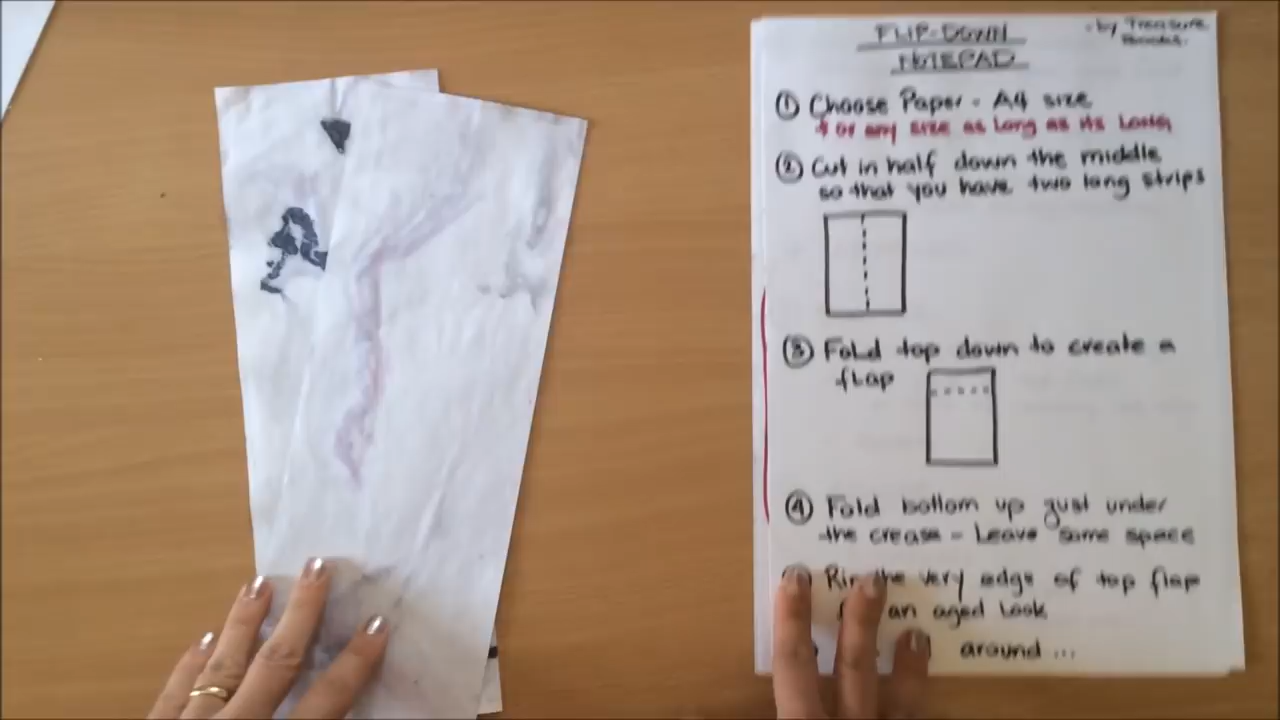 FLIP-DOWN
NOTEPAD
- by Treasure
Books.
① Choose Paper - A4 size
* or any size as long as its Long
② Cut in half down the middle
so that you have two long strips
③ Fold top down to create a
flap
④ Fold bottom up just under
the crease - Leave some space
Rip the very edge of top flap
an aged Look
around ...